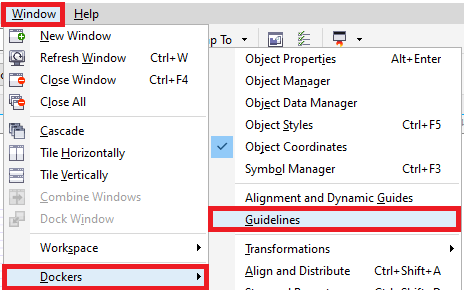 Window Help
New Window
Refresh Window Ctrl+W
Close Window Ctrl+F4
Close All
Cascade
Tile Horizontally
Tile Vertically
Combine Windows
Dock Window
Workspace
Dockers
To
Object Properties Alt+Enter
Object Manager
Object Data Manager
Object Styles Ctrl+F5
Object Coordinates
Symbol Manager Ctrl+F3
Alignment and Dynamic Guides
Guidelines
Transformations
Align and Distribute Ctrl+Shift+A